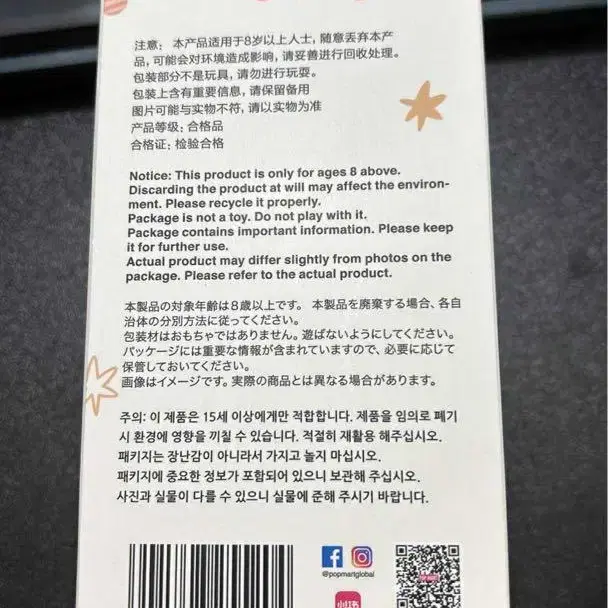 注意：本产品适用于8岁以上人士，随意丢弃本产
品，可能会对环境造成影响，请妥善进行回收处理。
包装部分不是玩具，请勿进行玩耍。
包装上含有重要信息，请保留备用
图片可能与实物不符，请以实物为准
产品等级：合格品
合格证：检验合格
Notice: This product is only for ages 8 above.
Discarding the product at will may affect the environ-
ment. Please recycle it properly.
Package is not a toy. Do not play with it.
Package contains important information. Please keep
it for further use.
Actual product may differ slightly from photos on the
package. Please refer to the actual product.
本製品の対象年齢は8歳以上です。 本製品を廃棄する場合、各自
治体の分別方法に従ってください。
包装材はおもちゃではありません。遊ばないようにしてください。
パッケージには重要な情報が含まれていますので、必要に応じて
保管しておいてください。
画像はイメージです。実際の商品とは異なる場合があります。
주의: 이 제품은 15세 이상에게만 적합합니다. 제품을 임의로 폐기
시 환경에 영향을 끼칠 수 있습니다. 적절히 재활용 해주십시오.
패키지는 장난감이 아니라서 가지고 놀지 마십시오.
패키지에 중요한 정보가 포함되어 있으니 보관해 주십시오.
사진과 실물이 다를 수 있으니 실물에 준해 주시기 바랍니다.
@popmartglobal
POP MART